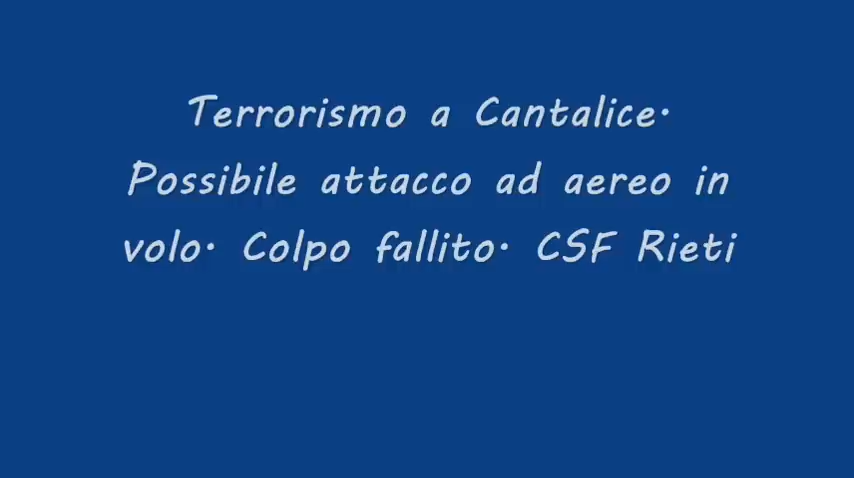 Terrorismo a Cantalice.
Possibile attacco ad aereo in
volo. Colpo fallito. CSF Rieti